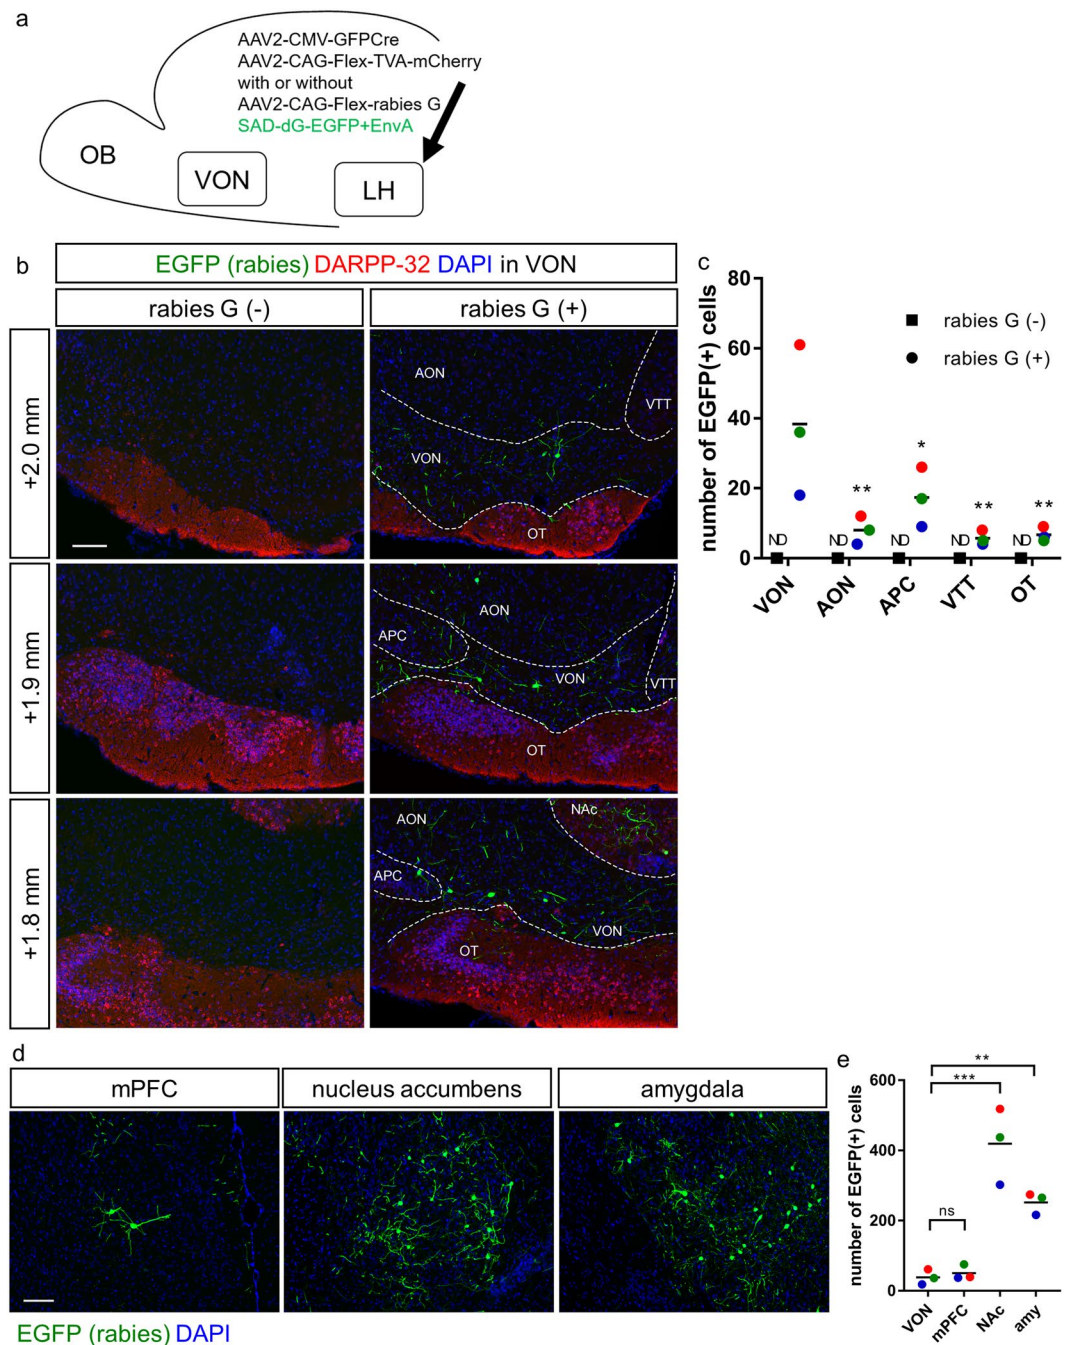 a
AAV2-CMV-GFPCre
AAV2-CAG-Flex-TVA-mCherry
with or without
AAV2-CAG-Flex-rabies G
SAD-dG-EGFP+EnvA
OB
VON
LH
b
EGFP (rabies) DARPP-32 DAPI in VON
rabies G (-)
rabies G (+)
+2.0 mm
AON
VTT
VON
OT
+1.9 mm
AON
APC
VON
VTT
OT
+1.8 mm
NAc
AON
APC
VON
OT
c
number of EGFP(+) cells
80
60
40
20
0
rabies G (-)
rabies G (+)
*
**
**
**
ND
ND
ND
ND
ND
VON
AON
APC
VTT
OT
d
mPFC
nucleus accumbens
amygdala
EGFP (rabies) DAPI
e
number of EGFP(+) cells
600
400
200
0
**
***
ns
VON
mPFC
NAc
amy